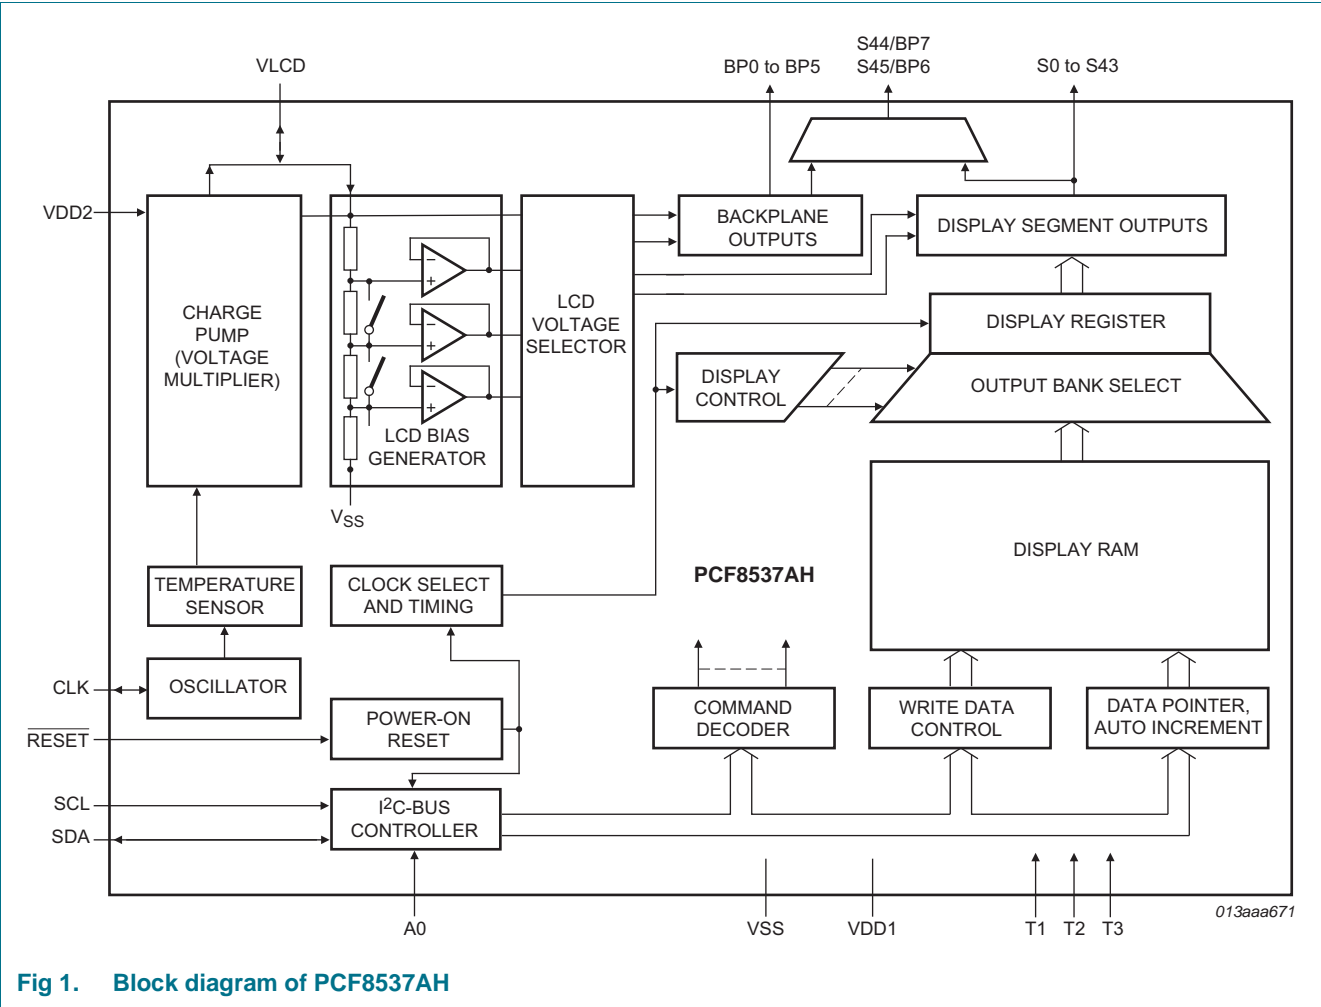 S44/BP7
VLCD
BP0 to BP5
S45/BP6
S0 to S43
VDD2
BACKPLANE
OUTPUTS
DISPLAY SEGMENT OUTPUTS
CHARGE
PUMP
(VOLTAGE
MULTIPLIER)
−
+
−
+
−
+
LCD BIAS
GENERATOR
VSS
LCD
VOLTAGE
SELECTOR
DISPLAY REGISTER
DISPLAY
CONTROL
OUTPUT BANK SELECT
DISPLAY RAM
TEMPERATURE
SENSOR
CLOCK SELECT
AND TIMING
PCF8537AH
CLK
OSCILLATOR
RESET
POWER-ON
RESET
COMMAND
DECODER
WRITE DATA
CONTROL
DATA POINTER,
AUTO INCREMENT
SCL
SDA
I2C-BUS
CONTROLLER
A0
VSS
VDD1
T1
T2
T3
013aaa671
Fig 1. Block diagram of PCF8537AH